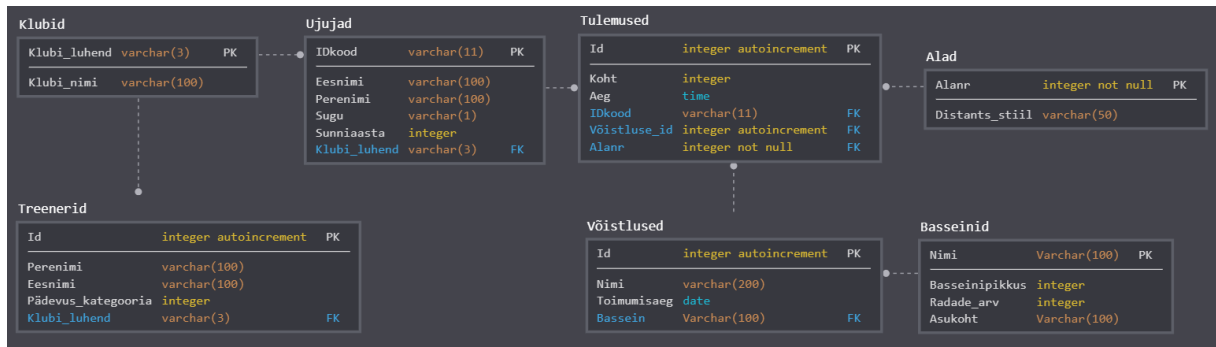 Klubid
Klubi_luhend varchar(3) PK
Klubi_nimi varchar(100)
Ujujad
IDkood varchar(11) PK
Eesnimi varchar(100)
Perenimi varchar(100)
Sugu varchar(1)
Sunniaasta integer
Klubi_luhend varchar(3) FK
Tulemused
Id integer autoincrement PK
Koht integer
Aeg time
IDkood varchar(11) FK
Võistluse_id integer autoincrement FK
Alanr integer not null FK
Alad
Alanr integer not null PK
Distants_stiil varchar(50)
Treenerid
Id integer autoincrement PK
Perenimi varchar(100)
Eesnimi varchar(100)
Pädevus_kategooria integer
Klubi_luhend varchar(3) FK
Võistlused
Id integer autoincrement PK
Nimi varchar(200)
Toimumisaeg date
Bassein Varchar(100) FK
Basseinid
Nimi Varchar(100) PK
Basseinipikkus integer
Radade_arv integer
Asukoht Varchar(100)